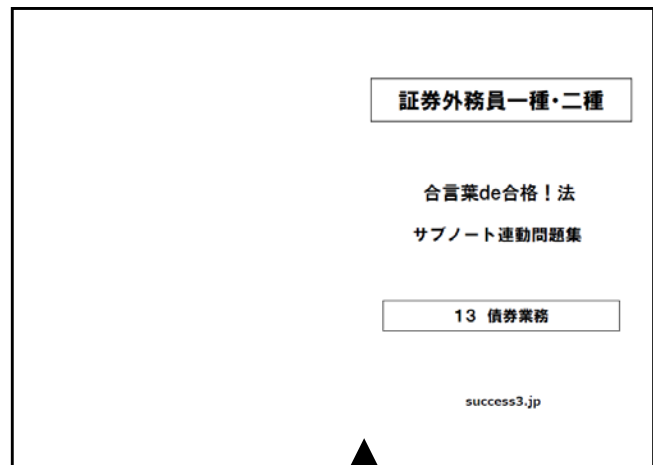 証券外務員一種・二種
合言葉de合格！法
サブノート連動問題集
13 債券業務
success3.jp